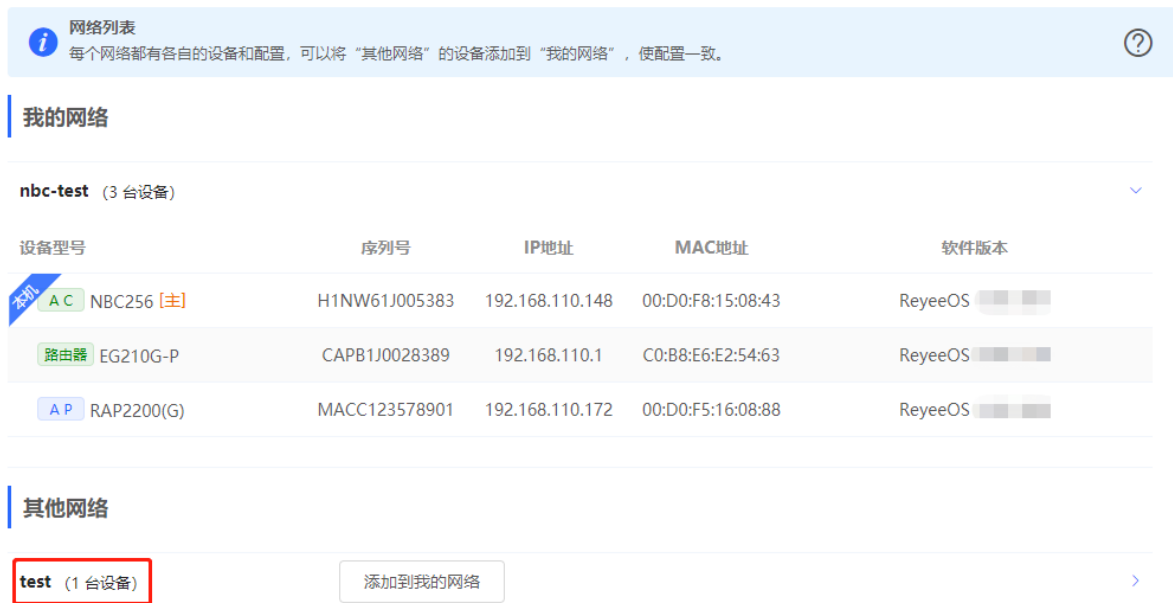 网络列表
每个网络都有各自的设备和配置，可以将“其他网络”的设备添加到“我的网络”，使配置一致。
我的网络
nbc-test （3 台设备）
设备型号 序列号 IP地址 MAC地址 软件版本
本机 AC NBC256 [主] H1NW61J005383 192.168.110.148 00:D0:F8:15:08:43 ReyeeOS
路由器 EG210G-P CAPB1J0028389 192.168.110.1 C0:B8:E6:E2:54:63 ReyeeOS
AP RAP2200(G) MACC123578901 192.168.110.172 00:D0:F5:16:08:88 ReyeeOS
其他网络
test （1 台设备） 添加到我的网络